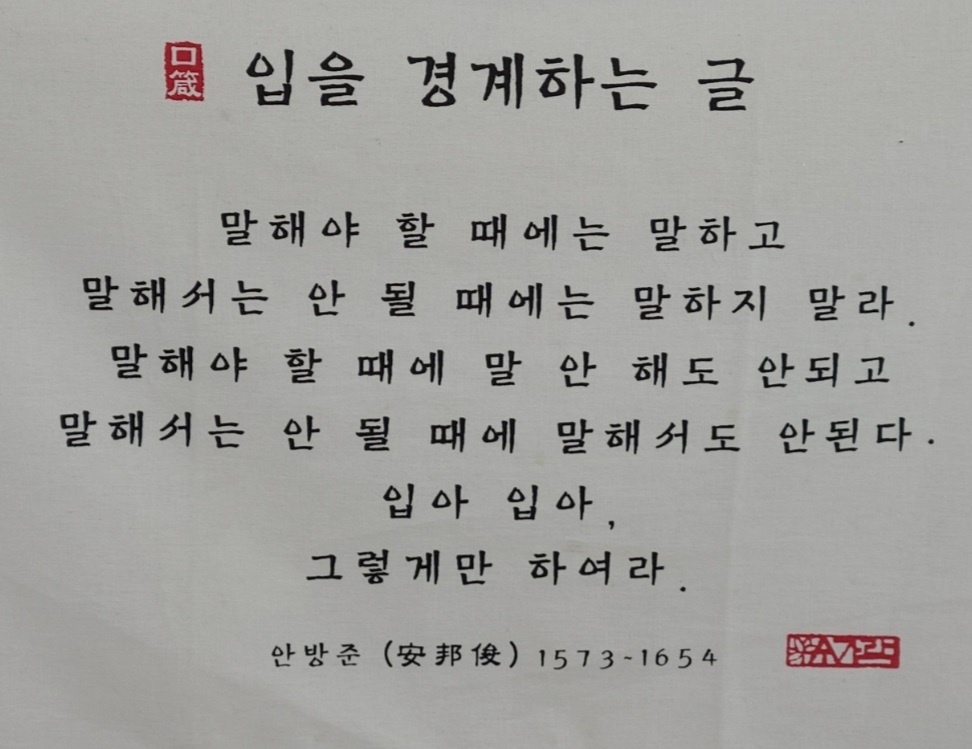 口箴 입을 경계하는 글
말해야 할 때에는 말하고
말해서는 안 될 때에는 말하지 말라.
말해야 할 때에 말 안 해도 안되고
말해서는 안 될 때에 말해서도 안된다.
입아 입아,
그렇게만 하여라.
안방준 (安邦俊) 1573~1654